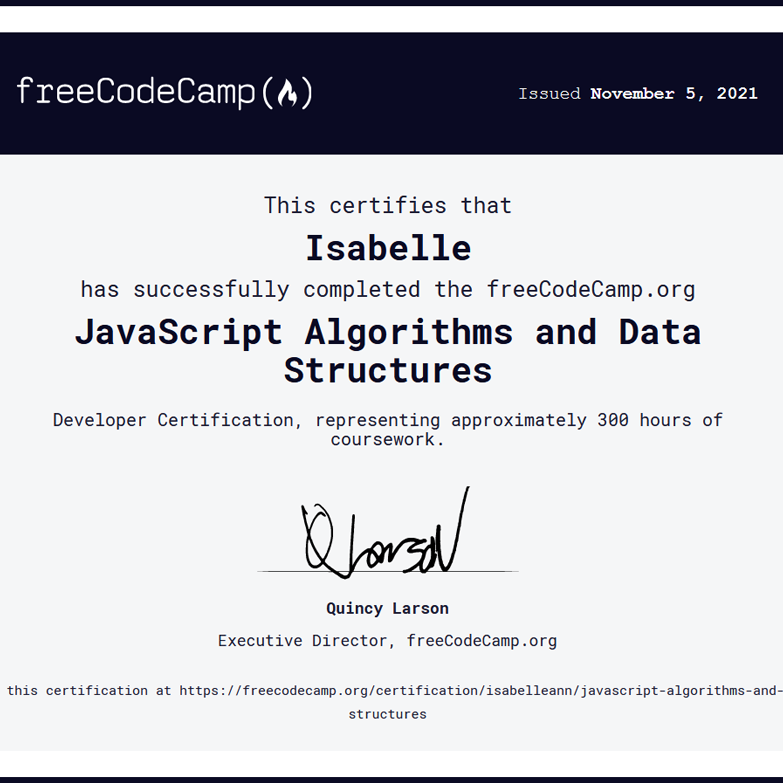 freeCodeCamp
Issued November 5, 2021
This certifies that
Isabelle
has successfully completed the freeCodeCamp.org
JavaScript Algorithms and Data
Structures
Developer Certification, representing approximately 300 hours of
coursework.
Q Larson
Quincy Larson
Executive Director, freeCodeCamp.org
this certification at https://freecodecamp.org/certification/isabelleann/javascript-algorithms-and-
structures